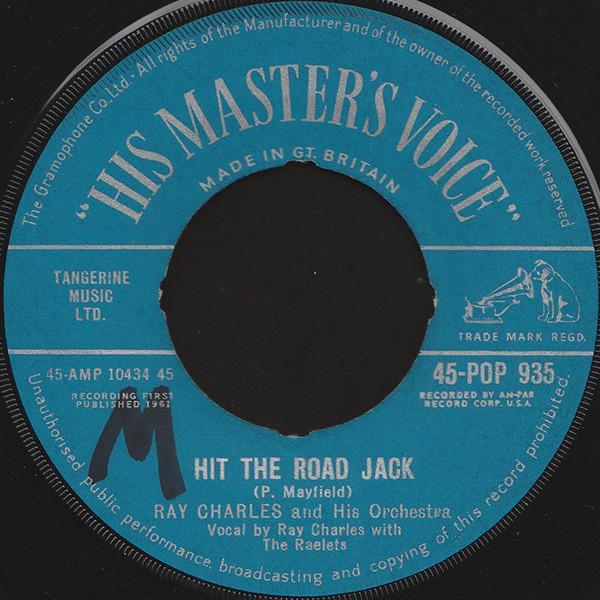 The Gramophone Co. Ltd. · All rights of the Manufacturer and of the owner of the recorded work reserved
"HIS MASTER'S VOICE"
MADE IN GT. BRITAIN
TANGERINE
MUSIC
LTD.
TRADE MARK REGD.
45-AMP 10434 45
45-POP 935
RECORDING FIRST
PUBLISHED 1961
RECORDED BY AM-PAR
RECORD CORP. U.S.A.
M
HIT THE ROAD JACK
(P. Mayfield)
RAY CHARLES and His Orchestra
Vocal by Ray Charles with
The Raelets
Unauthorised public performance, broadcasting and copying of this record prohibited.